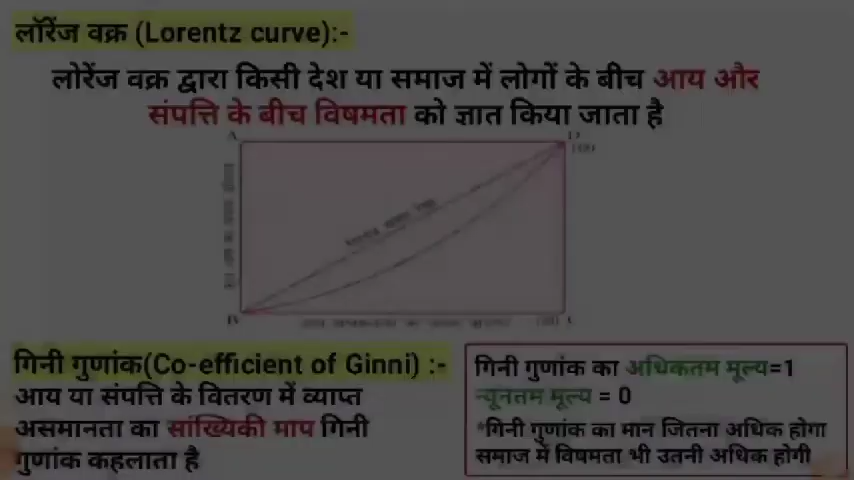 लॉरेंज वक्र (Lorentz curve):-
लोरेंज वक्र द्वारा किसी देश या समाज में लोगों के बीच आय और
संपत्ति के बीच विषमता को ज्ञात किया जाता है
A
D
B
C
गिनी गुणांक(Co-efficient of Ginni) :-
आय या संपत्ति के वितरण में व्याप्त
असमानता का सांख्यिकी माप गिनी
गुणांक कहलाता है
गिनी गुणांक का अधिकतम मूल्य=1
न्यूनतम मूल्य = 0
*गिनी गुणांक का मान जितना अधिक होगा
समाज में विषमता भी उतनी अधिक होगी